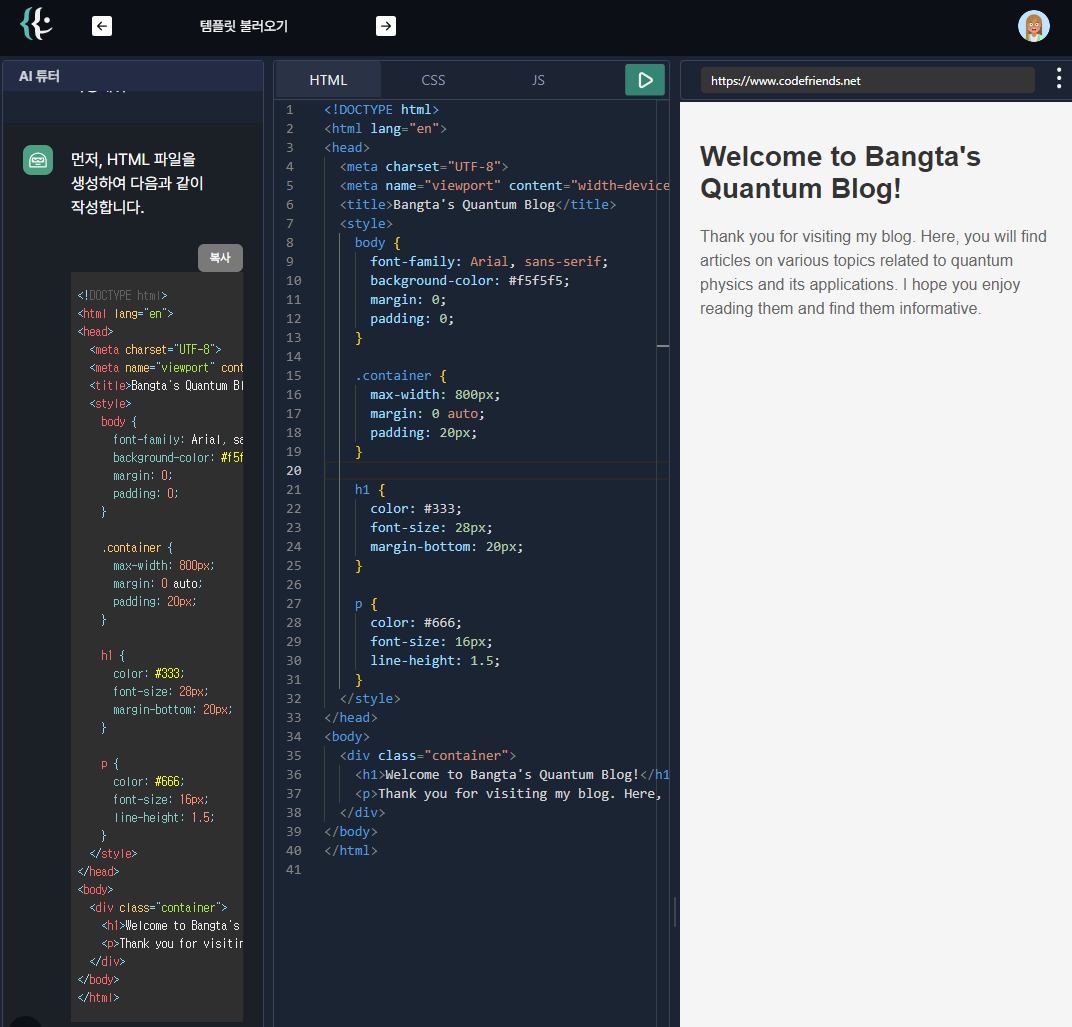 템플릿 불러오기
AI 튜터
먼저, HTML 파일을
생성하여 다음과 같이
작성합니다.
복사
<!DOCTYPE html>
<html lang="en">
<head>
<meta charset="UTF-8">
<meta name="viewport" cont
<title>Bangta's Quantum Bl
<style>
body {
font-family: Arial, sa
background-color: #f5f
margin: 0;
padding: 0;
}
.container {
max-width: 800px;
margin: 0 auto;
padding: 20px;
}
h1 {
color: #333;
font-size: 28px;
margin-bottom: 20px;
}
p {
color: #666;
font-size: 16px;
line-height: 1.5;
}
</style>
</head>
<body>
<div class="container">
<h1>Welcome to Bangta's
<p>Thank you for visitin
</div>
</body>
</html>
HTML CSS JS
1 <!DOCTYPE html>
2 <html lang="en">
3 <head>
4 <meta charset="UTF-8">
5 <meta name="viewport" content="width=device
6 <title>Bangta's Quantum Blog</title>
7 <style>
8 body {
9 font-family: Arial, sans-serif;
10 background-color: #f5f5f5;
11 margin: 0;
12 padding: 0;
13 }
14
15 .container {
16 max-width: 800px;
17 margin: 0 auto;
18 padding: 20px;
19 }
20
21 h1 {
22 color: #333;
23 font-size: 28px;
24 margin-bottom: 20px;
25 }
26
27 p {
28 color: #666;
29 font-size: 16px;
30 line-height: 1.5;
31 }
32 </style>
33 </head>
34 <body>
35 <div class="container">
36 <h1>Welcome to Bangta's Quantum Blog!</h1
37 <p>Thank you for visiting my blog. Here,
38 </div>
39 </body>
40 </html>
41
https://www.codefriends.net
Welcome to Bangta's
Quantum Blog!
Thank you for visiting my blog. Here, you will find
articles on various topics related to quantum
physics and its applications. I hope you enjoy
reading them and find them informative.